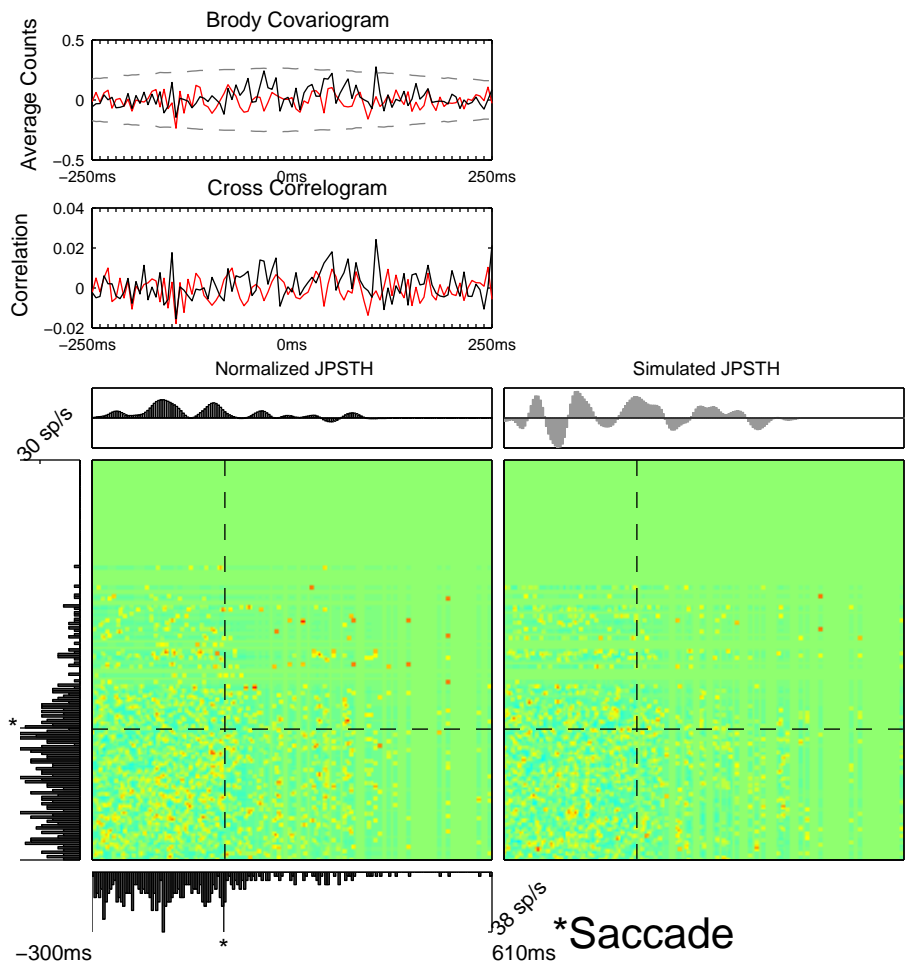 Brody Covariogram
Average Counts
0.5
0
−0.5
−250ms
0ms
250ms
Cross Correlogram
Correlation
0.04
0.02
0
−0.02
−250ms
0ms
250ms
Normalized JPSTH
Simulated JPSTH
30 sp/s
*
38 sp/s
*
*Saccade
−300ms
610ms